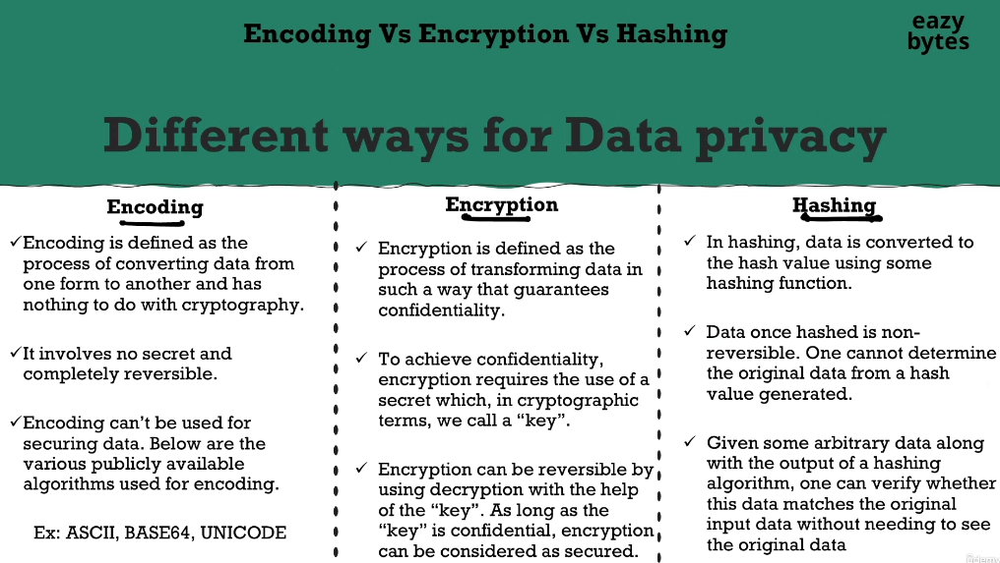 Encoding Vs Encryption Vs Hashing
eazy
bytes
Different ways for Data privacy
Encoding
✓Encoding is defined as the
process of converting data from
one form to another and has
nothing to do with cryptography.
✓It involves no secret and
completely reversible.
✓Encoding can't be used for
securing data. Below are the
various publicly available
algorithms used for encoding.
Ex: ASCII, BASE64, UNICODE
Encryption
✓ Encryption is defined as the
process of transforming data in
such a way that guarantees
confidentiality.
✓ To achieve confidentiality,
encryption requires the use of a
secret which, in cryptographic
terms, we call a “key”.
✓ Encryption can be reversible by
using decryption with the help
of the “key”. As long as the
“key” is confidential, encryption
can be considered as secured.
Hashing
✓ In hashing, data is converted to
the hash value using some
hashing function.
✓ Data once hashed is non-
reversible. One cannot determine
the original data from a hash
value generated.
✓ Given some arbitrary data along
with the output of a hashing
algorithm, one can verify whether
this data matches the original
input data without needing to see
the original data
ûdemy